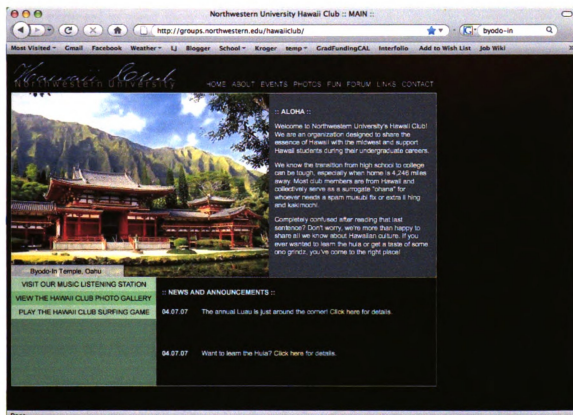 Northwestern University Hawaii Club :: MAIN ::
http://groups.northwestern.edu/hawaiiclub/
byodo-in
Most Visited Gmail Facebook Weather LJ Blogger School Kroger temp GradFundingCAL Interfolio Add to Wish List Job Wiki
Hawaii Club
Northwestern University
HOME ABOUT EVENTS PHOTOS FUN FORUM LINKS CONTACT
:: ALOHA ::
Welcome to Northwestern University's Hawaii Club!
We are an organization designed to share the
essence of Hawaii with the midwest and support
Hawaii students during their undergraduate careers.
We know the transition from high school to college
can be tough, especially when home is 4,246 miles
away. Most club members are from Hawaii and
collectively serve as a surrogate "ohana" for
whoever needs a spam musubi fix or extra li hing
and kakimochi.
Completely confused after reading that last
sentence? Don't worry, we're more than happy to
share all we know about Hawaiian culture. If you
ever wanted to learn the hula or get a taste of some
ono grindz, you've come to the right place!
Byodo-In Temple, Oahu
VISIT OUR MUSIC LISTENING STATION
VIEW THE HAWAII CLUB PHOTO GALLERY
PLAY THE HAWAII CLUB SURFING GAME
:: NEWS AND ANNOUNCEMENTS ::
04.07.07 The annual Luau is just around the corner! Click here for details.
04.07.07 Want to learn the Hula? Click here for details.